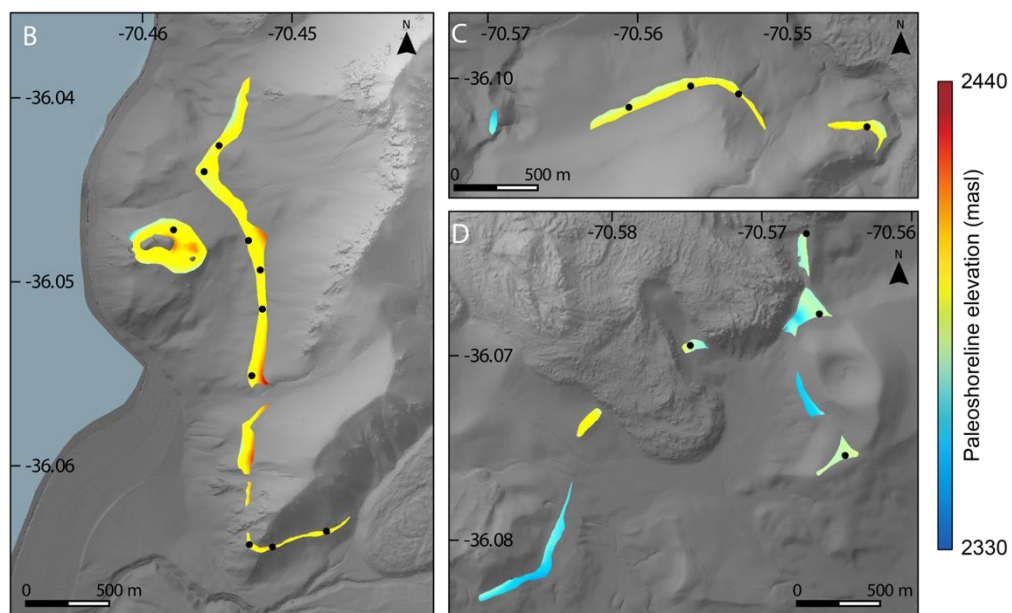 B
-70.46
-70.45
N
-36.04
-36.05
-36.06
0
500 m
C
-70.57
-70.56
-70.55
N
-36.10
0
500 m
D
-70.58
-70.57
-70.56
N
-36.07
-36.08
0
500 m
2440
Paleoshoreline elevation (masl)
2330